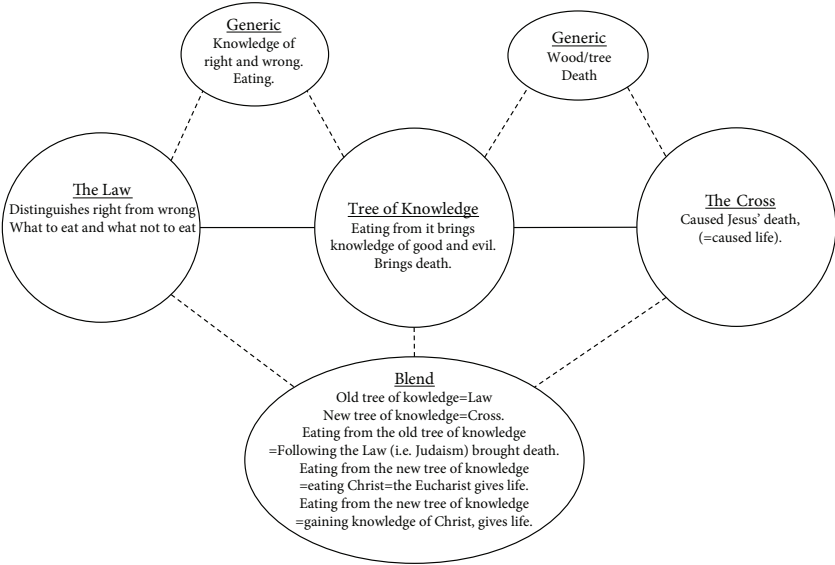 Generic
Knowledge of
right and wrong.
Eating.
Generic
Wood/tree
Death
The Law
Distinguishes right from wrong
What to eat and what not to eat
Tree of Knowledge
Eating from it brings
knowledge of good and evil.
Brings death.
The Cross
Caused Jesus’ death,
(=caused life).
Blend
Old tree of kowledge=Law
New tree of knowledge=Cross.
Eating from the old tree of knowledge
=Following the Law (i.e. Judaism) brought death.
Eating from the new tree of knowledge
=eating Christ=the Eucharist gives life.
Eating from the new tree of knowledge
=gaining knowledge of Christ, gives life.